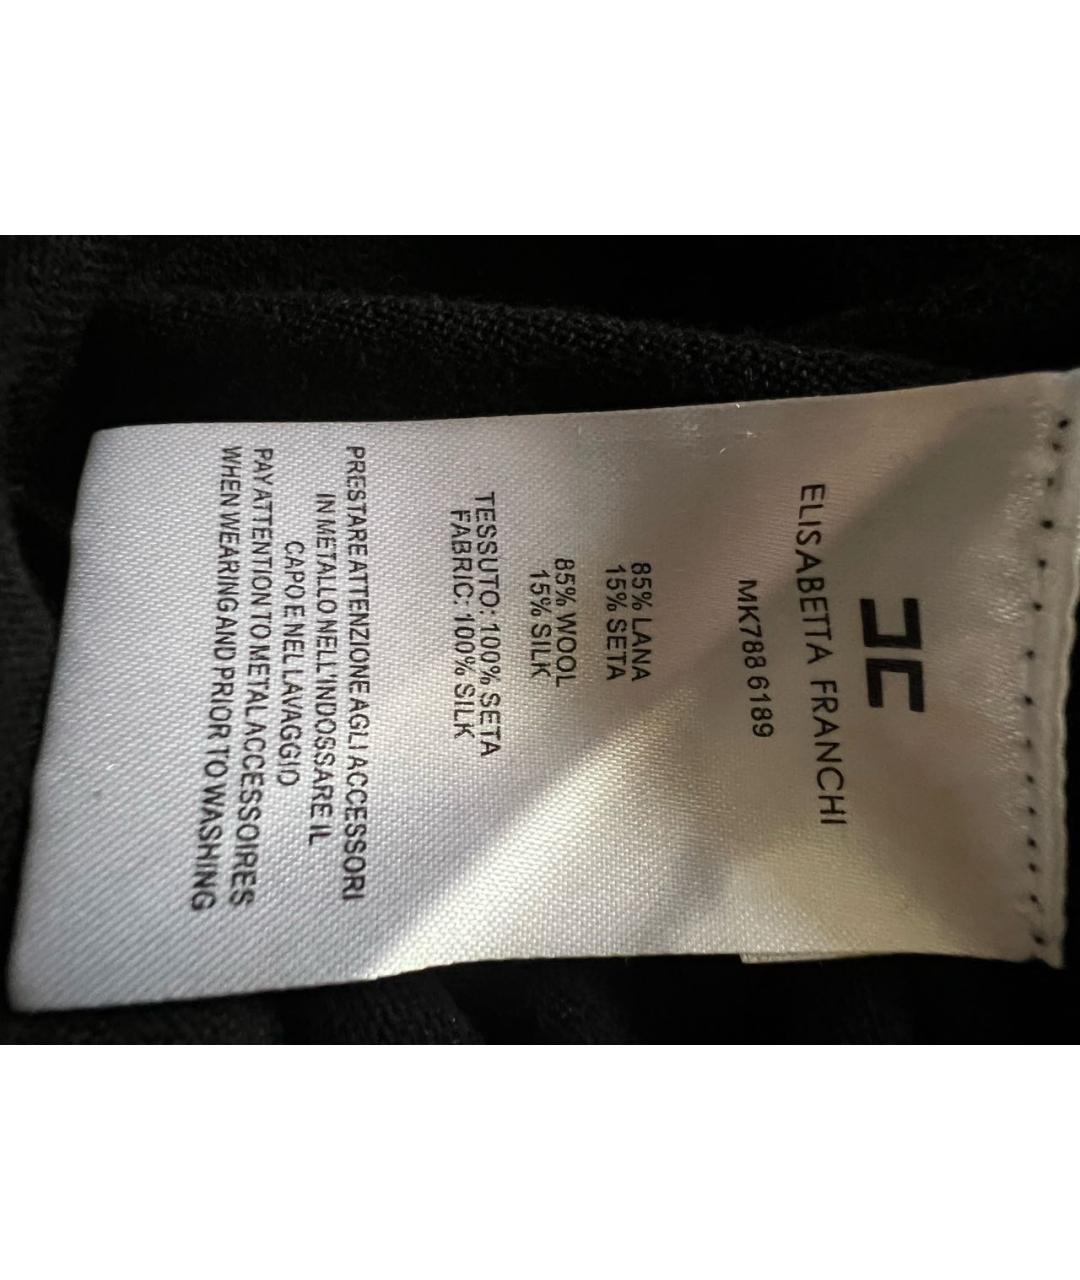 ELISABETTA FRANCHI
MK788 6189
85% LANA
15% SETA
85% WOOL
15% SILK
TESSUTO: 100% SETA
FABRIC: 100% SILK
PRESTARE ATTENZIONE AGLI ACCESSORI
IN METALLO NELL'INDOSSARE IL
CAPO E NEL LAVAGGIO
PAY ATTENTION TO METAL ACCESSOIRES
WHEN WEARING AND PRIOR TO WASHING